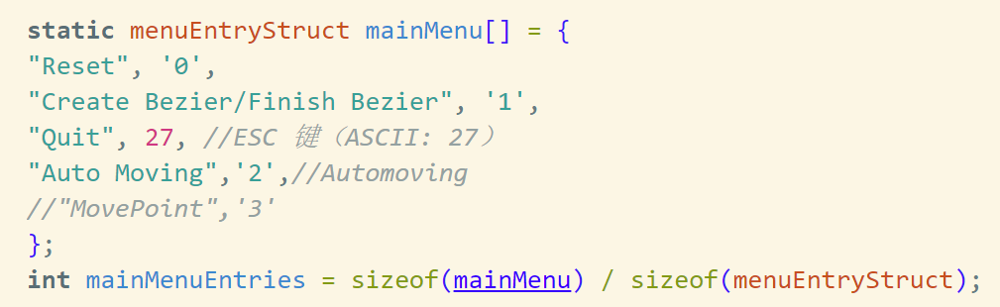 static menuEntryStruct mainMenu[] = {
"Reset", '0',
"Create Bezier/Finish Bezier", '1',
"Quit", 27, //ESC 键（ASCII: 27）
"Auto Moving",'2',//Automoving
//"MovePoint",'3'
};
int mainMenuEntries = sizeof(mainMenu) / sizeof(menuEntryStruct);